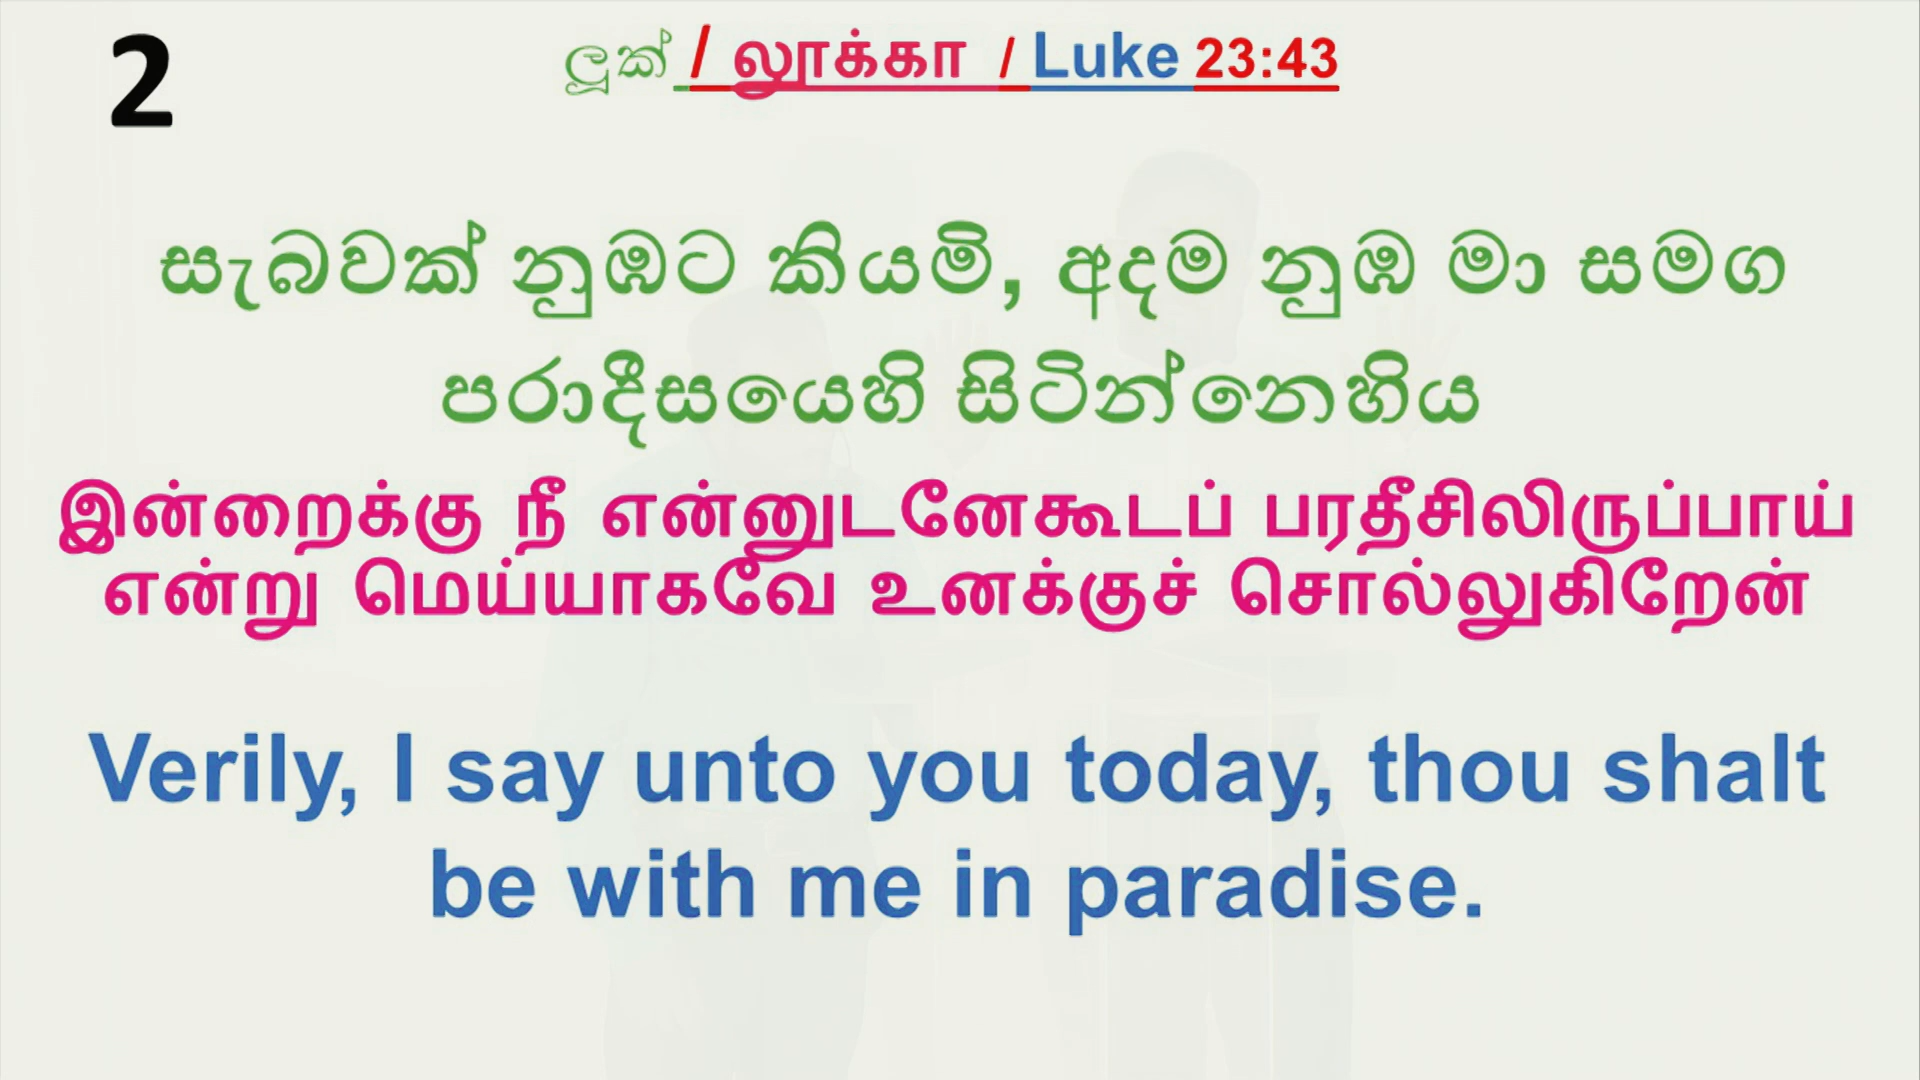 2
ලූක් / லூக்கா / Luke 23:43
සැබවක් නුඹට කියමි, අදම නුඹ මා සමග
පරාදීසයෙහි සිටින්නෙහිය
இன்றைக்கு நீ என்னுடனேகூடப் பரதீசிலிருப்பாய்
என்று மெய்யாகவே உனக்குச் சொல்லுகிறேன்
Verily, I say unto you today, thou shalt
be with me in paradise.